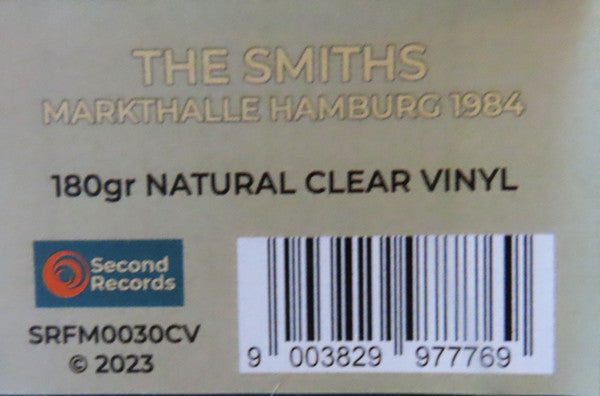 THE SMITHS
MARKTHALLE HAMBURG 1984
180gr NATURAL CLEAR VINYL
Second
Records
SRFM0030CV
© 2023
9 003829 977769